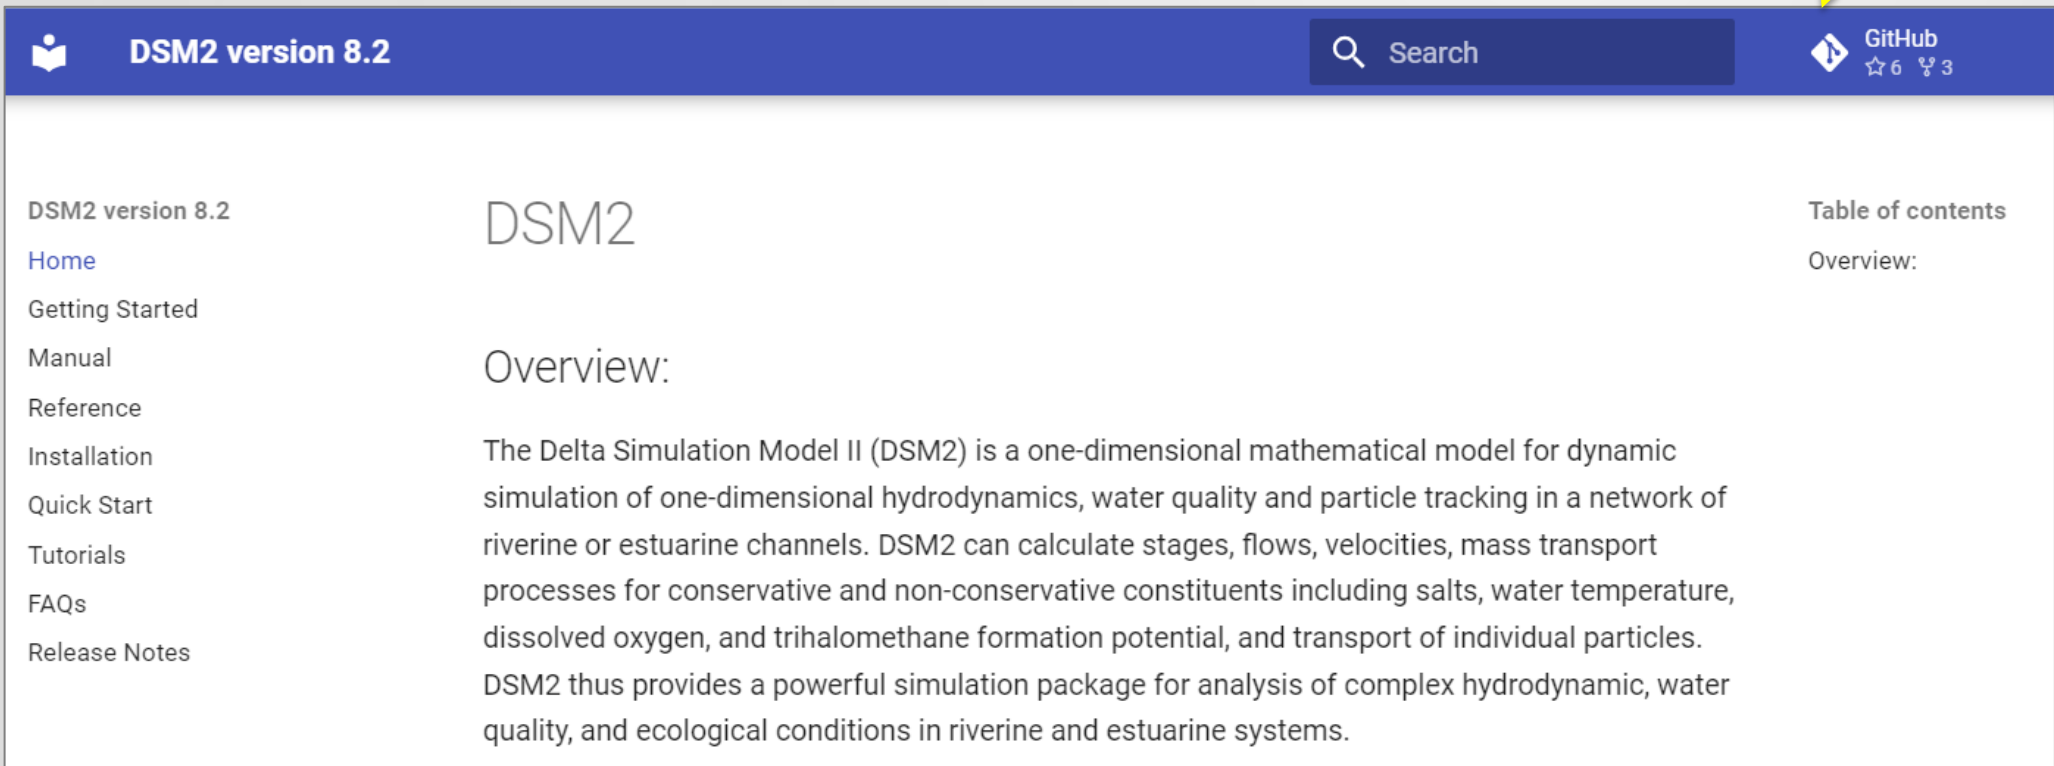 DSM2 version 8.2
Search
GitHub
6 3
DSM2 version 8.2
Home
Getting Started
Manual
Reference
Installation
Quick Start
Tutorials
FAQs
Release Notes
DSM2
Overview:
The Delta Simulation Model II (DSM2) is a one-dimensional mathematical model for dynamic
simulation of one-dimensional hydrodynamics, water quality and particle tracking in a network of
riverine or estuarine channels. DSM2 can calculate stages, flows, velocities, mass transport
processes for conservative and non-conservative constituents including salts, water temperature,
dissolved oxygen, and trihalomethane formation potential, and transport of individual particles.
DSM2 thus provides a powerful simulation package for analysis of complex hydrodynamic, water
quality, and ecological conditions in riverine and estuarine systems.
Table of contents
Overview: